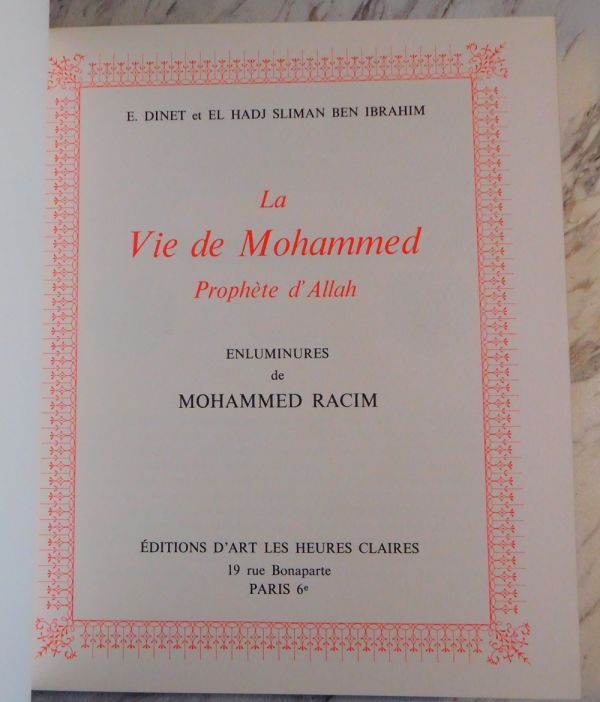 E. DINET et EL HADJ SLIMAN BEN IBRAHIM
La
Vie de Mohammed
Prophète d'Allah
ENLUMINURES
de
MOHAMMED RACIM
ÉDITIONS D'ART LES HEURES CLAIRES
19 rue Bonaparte
PARIS 6e